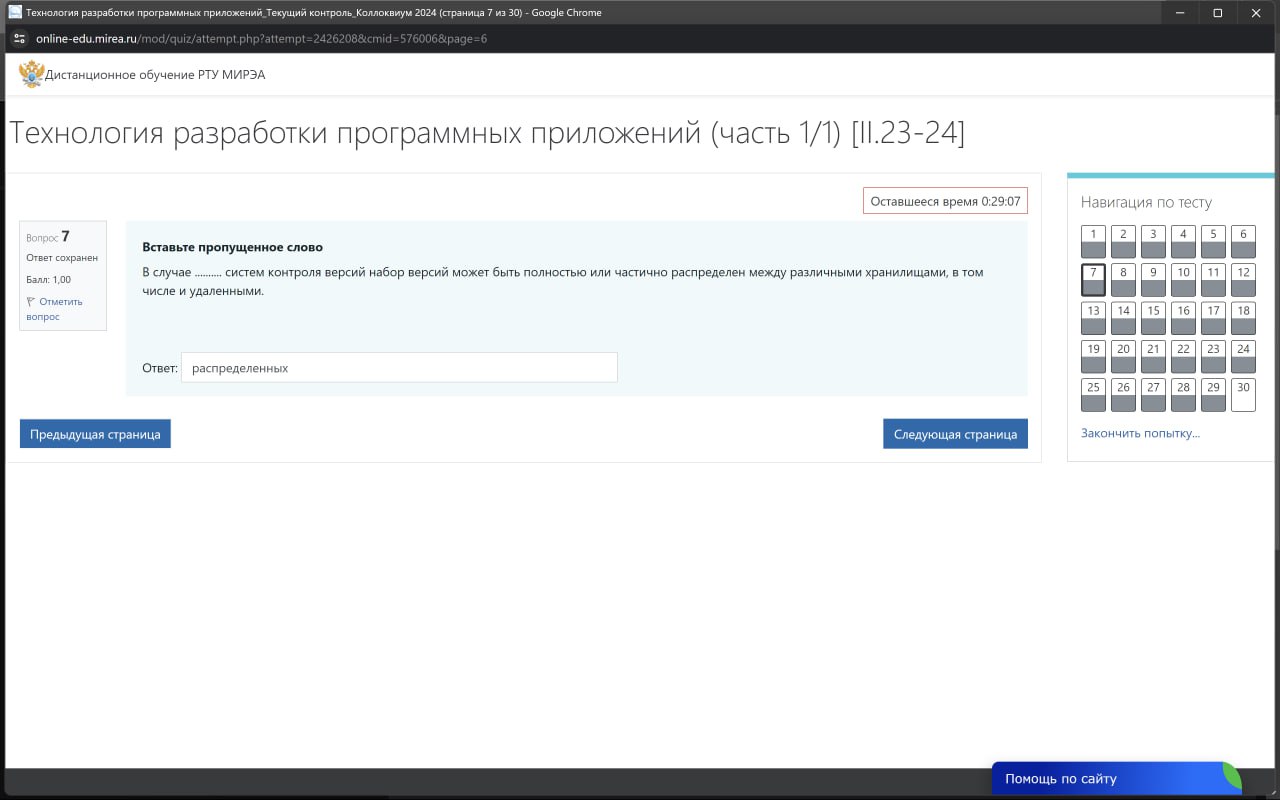 Технология разработки программных приложений_Текущий контроль_Коллоквиум 2024 (страница 7 из 30) - Google Chrome
online-edu.mirea.ru/mod/quiz/attempt.php?attempt=2426208&cmid=576006&page=6
Дистанционное обучение РТУ МИРЭА
Технология разработки программных приложений (часть 1/1) [II.23-24]
Оставшееся время 0:29:07
Вопрос 7
Ответ сохранен
Балл: 1,00
Отметить
вопрос
Вставьте пропущенное слово
В случае .......... систем контроля версий набор версий может быть полностью или частично распределен между различными хранилищами, в том
числе и удаленными.
Ответ: распределенных
Предыдущая страница
Следующая страница
Навигация по тесту
1 2 3 4 5 6
7 8 9 10 11 12
13 14 15 16 17 18
19 20 21 22 23 24
25 26 27 28 29 30
Закончить попытку...
Помощь по сайту